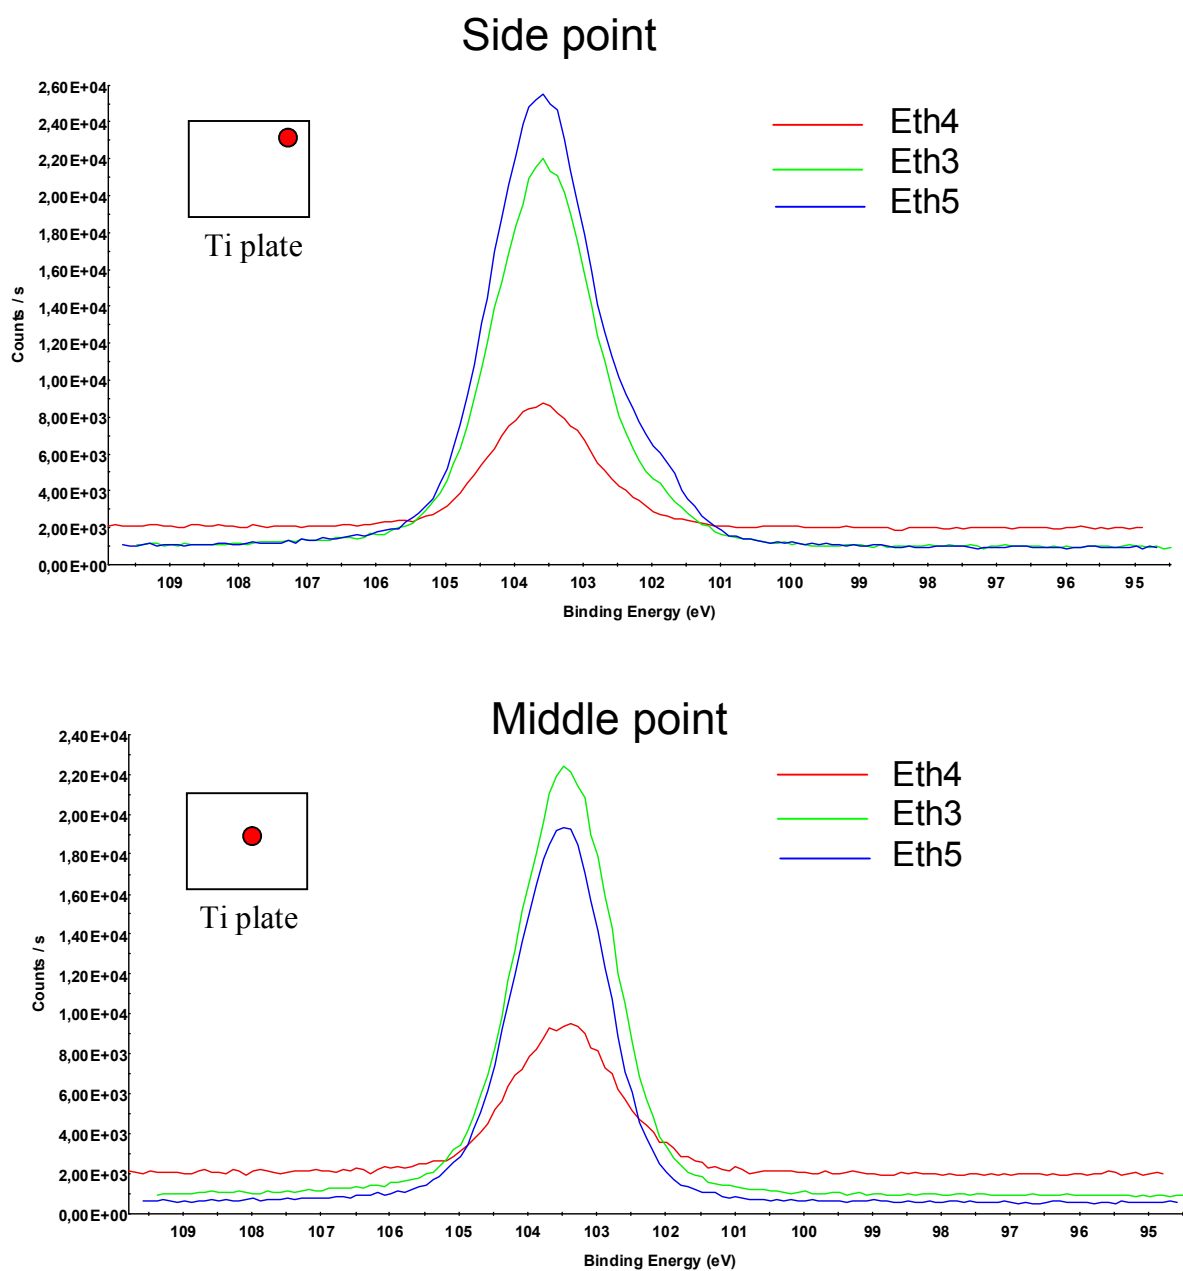 Side point
2,60E+04
2,40E+04
2,20E+04
2,00E+04
1,80E+04
1,60E+04
1,40E+04
1,20E+04
1,00E+04
8,00E+03
6,00E+03
4,00E+03
2,00E+03
0,00E+00
Counts / s
Ti plate
Eth4
Eth3
Eth5
109 108 107 106 105 104 103 102 101 100 99 98 97 96 95
Binding Energy (eV)
Middle point
2,40E+04
2,20E+04
2,00E+04
1,80E+04
1,60E+04
1,40E+04
1,20E+04
1,00E+04
8,00E+03
6,00E+03
4,00E+03
2,00E+03
0,00E+00
Counts / s
Ti plate
Eth4
Eth3
Eth5
109 108 107 106 105 104 103 102 101 100 99 98 97 96 95
Binding Energy (eV)